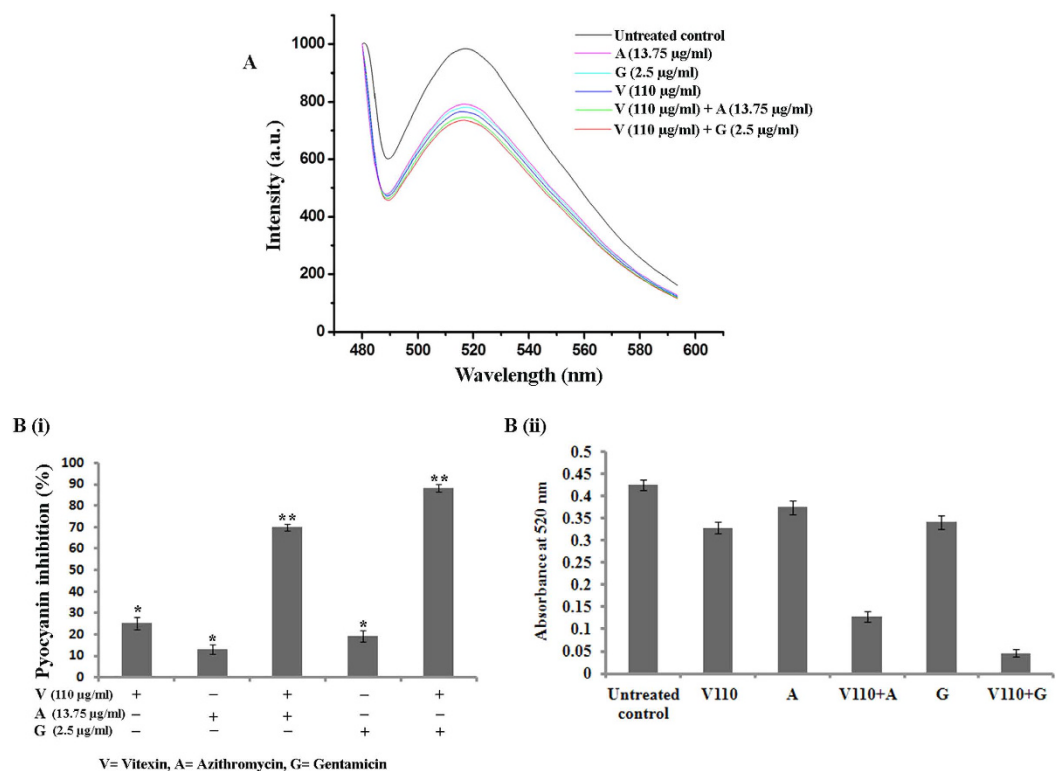 A
1000
800
600
400
200
0
Intensity (a.u.)
480 500 520 540 560 580 600
Wavelength (nm)
Untreated control
A (13.75 µg/ml)
G (2.5 µg/ml)
V (110 µg/ml)
V (110 µg/ml) + A (13.75 µg/ml)
V (110 µg/ml) + G (2.5 µg/ml)
B (i)
Pyocyanin inhibition (%)
100
90
80
70
60
50
40
30
20
10
0
* * ** * **
V (110 µg/ml) + – + – +
A (13.75 µg/ml) – + + – –
G (2.5 µg/ml) – – – + +
V= Vitexin, A= Azithromycin, G= Gentamicin
B (ii)
Absorbance at 520 nm
0.45
0.5
0.35
0.3
0.25
0.2
0.15
0.1
0.05
0
Untreated control V110 A V110+A G V110+G